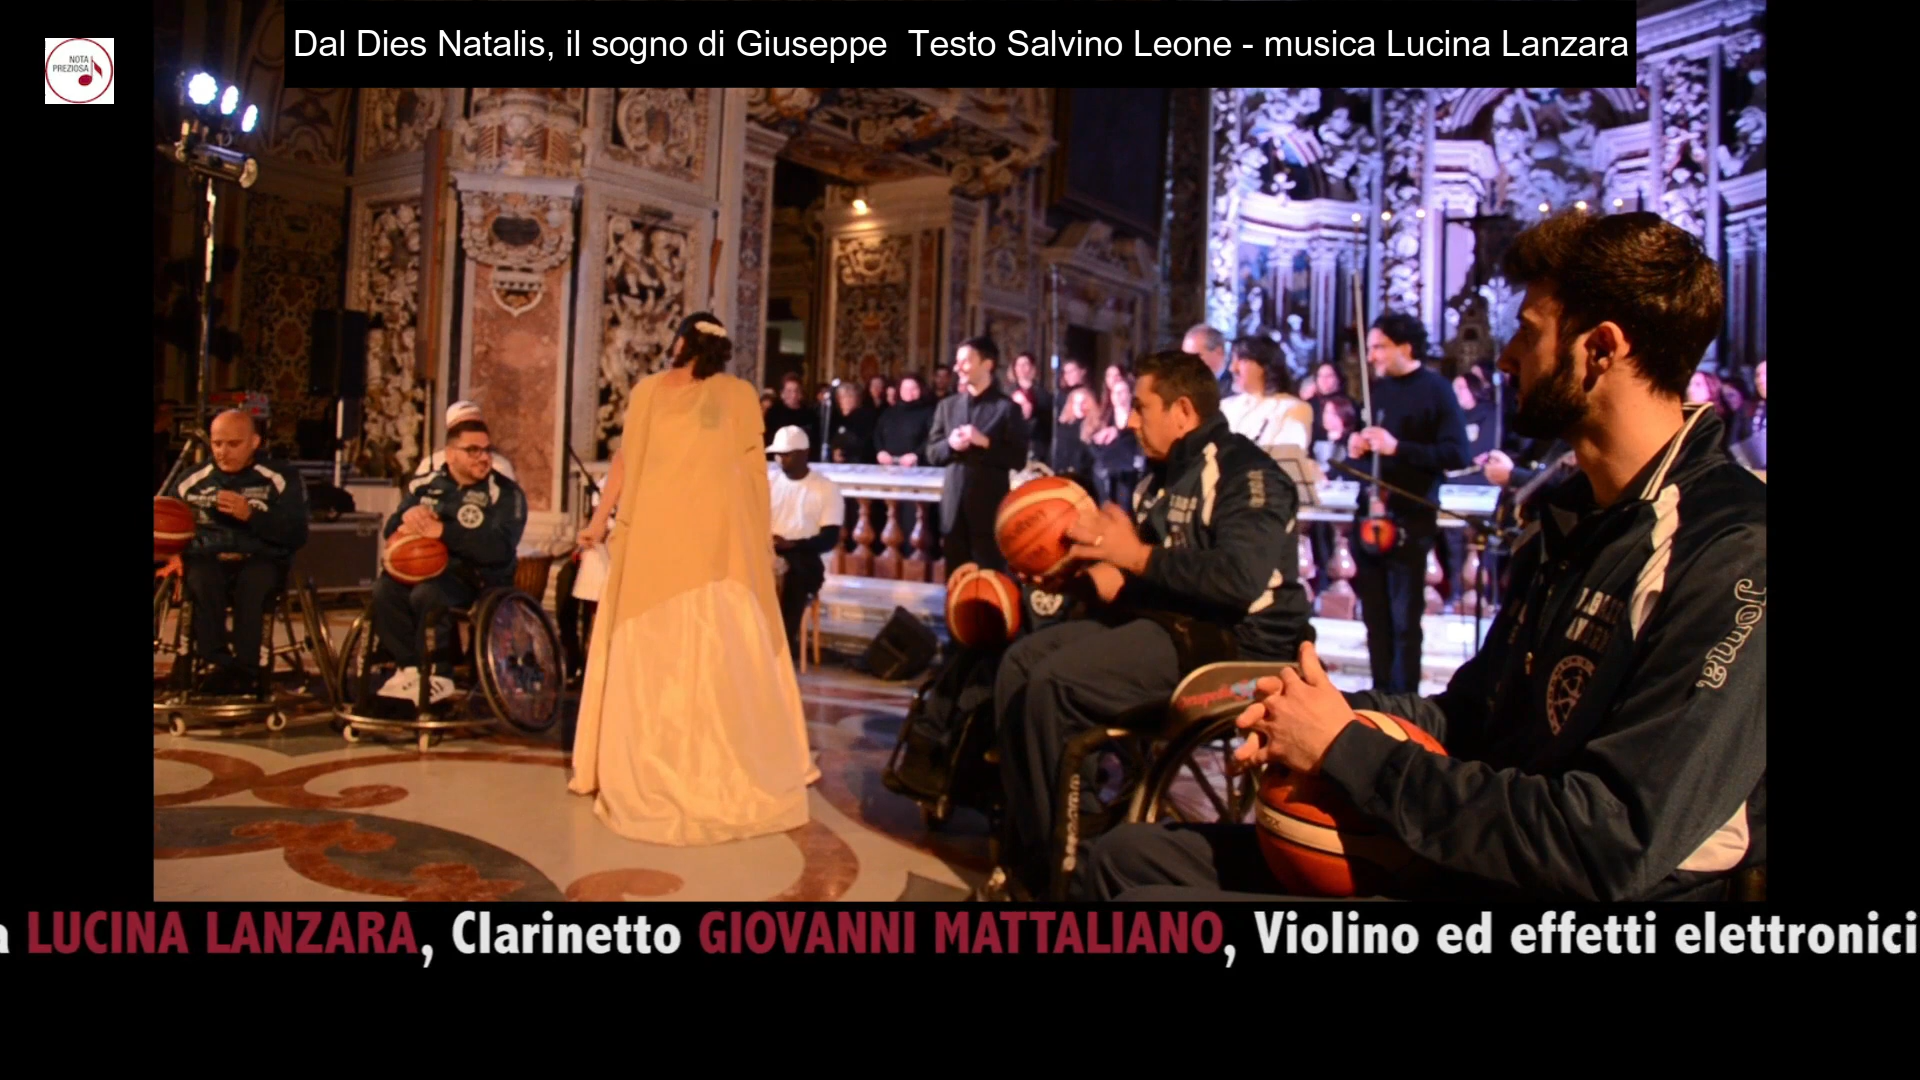 Dal Dies Natalis, il sogno di Giuseppe  Testo Salvino Leone - musica Lucina Lanzara
NOTA
PREZIOSA
Joma
a LUCINA LANZARA, Clarinetto GIOVANNI MATTALIANO, Violino ed effetti elettronici